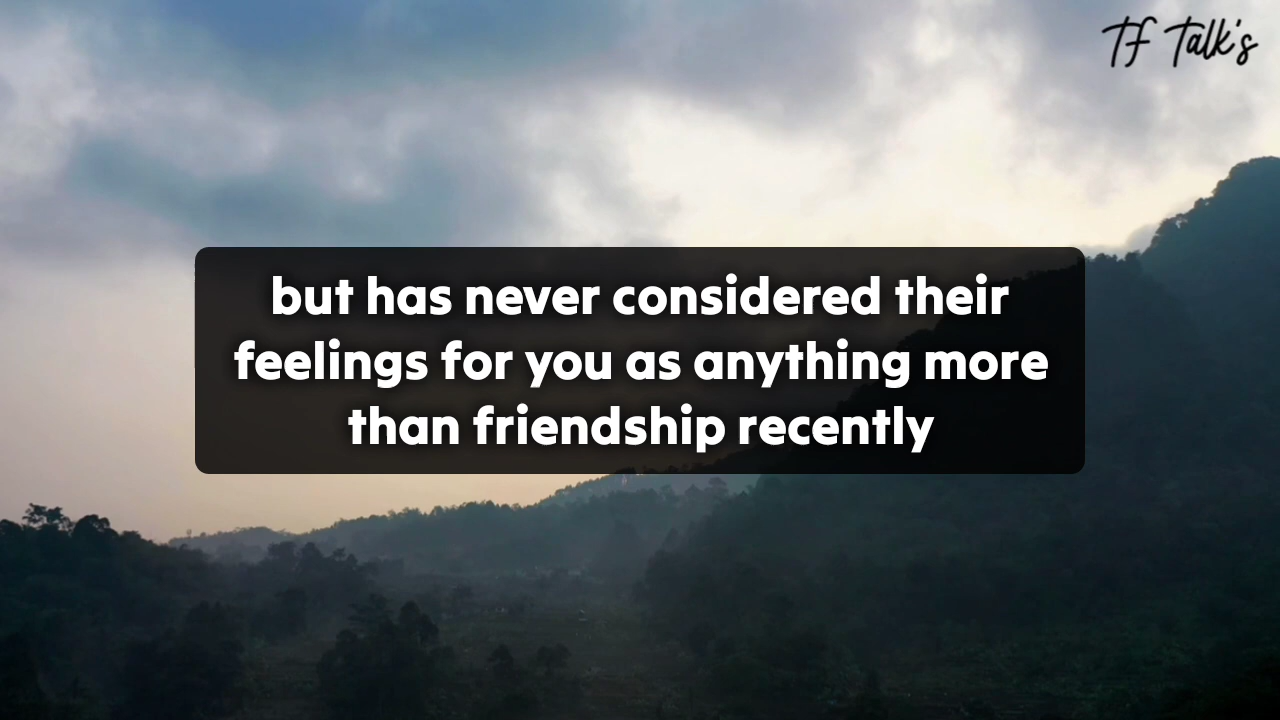 TF Talk's
but has never considered their
feelings for you as anything more
than friendship recently